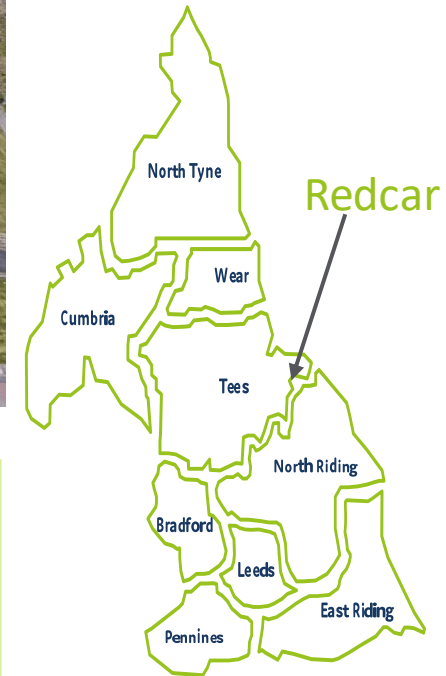 North Tyne
Redcar
Wear
Cumbria
Tees
North Riding
Bradford
Leeds
East Riding
Pennines